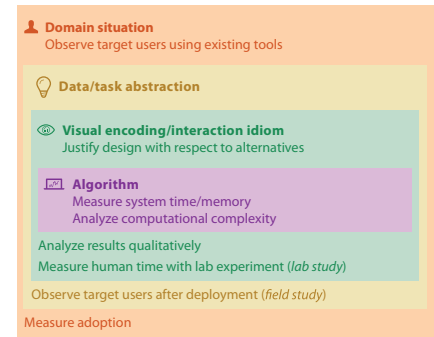 Domain situation
Observe target users using existing tools
Data/task abstraction
Visual encoding/interaction idiom
Justify design with respect to alternatives
Algorithm
Measure system time/memory
Analyze computational complexity
Analyze results qualitatively
Measure human time with lab experiment (lab study)
Observe target users after deployment (field study)
Measure adoption